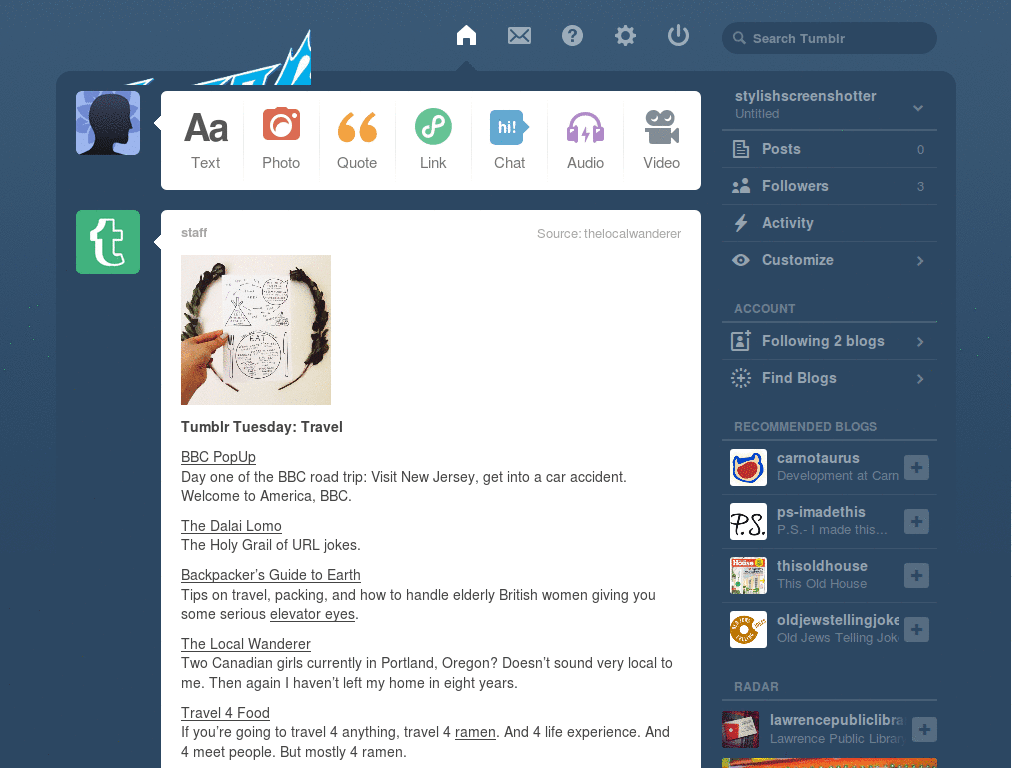 Search Tumblr
Aa
hi!
Text
Photo
Quote
Link
Chat
Audio
Video
stylishscreenshotter
Untitled
Posts 0
Followers 3
Activity
Customize
ACCOUNT
Following 2 blogs
Find Blogs
RECOMMENDED BLOGS
carnotaurus
Development at Carn
P.S.
ps-imadethis
P.S.- I made this...
House
thisoldhouse
This Old House
oldjewstellingjoke
Old Jews Telling Jok
RADAR
lawrencepubliclibra
Lawrence Public Librar
t
staff
Source: thelocalwanderer
EAT
Tumblr Tuesday: Travel
BBC PopUp
Day one of the BBC road trip: Visit New Jersey, get into a car accident.
Welcome to America, BBC.
The Dalai Lomo
The Holy Grail of URL jokes.
Backpacker’s Guide to Earth
Tips on travel, packing, and how to handle elderly British women giving you
some serious elevator eyes.
The Local Wanderer
Two Canadian girls currently in Portland, Oregon? Doesn’t sound very local to
me. Then again I haven’t left my home in eight years.
Travel 4 Food
If you’re going to travel 4 anything, travel 4 ramen. And 4 life experience. And
4 meet people. But mostly 4 ramen.